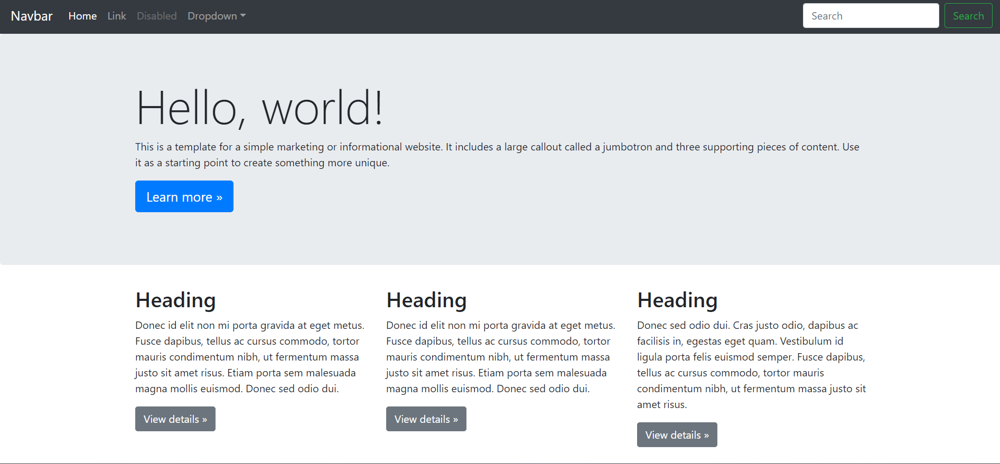 Navbar Home Link Disabled Dropdown Search Search
Hello, world!
This is a template for a simple marketing or informational website. It includes a large callout called a jumbotron and three supporting pieces of content. Use
it as a starting point to create something more unique.
Learn more »
Heading
Donec id elit non mi porta gravida at eget metus.
Fusce dapibus, tellus ac cursus commodo, tortor
mauris condimentum nibh, ut fermentum massa
justo sit amet risus. Etiam porta sem malesuada
magna mollis euismod. Donec sed odio dui.
View details »
Heading
Donec id elit non mi porta gravida at eget metus.
Fusce dapibus, tellus ac cursus commodo, tortor
mauris condimentum nibh, ut fermentum massa
justo sit amet risus. Etiam porta sem malesuada
magna mollis euismod. Donec sed odio dui.
View details »
Heading
Donec sed odio dui. Cras justo odio, dapibus ac
facilisis in, egestas eget quam. Vestibulum id
ligula porta felis euismod semper. Fusce dapibus,
tellus ac cursus commodo, tortor mauris
condimentum nibh, ut fermentum massa justo sit
amet risus.
View details »